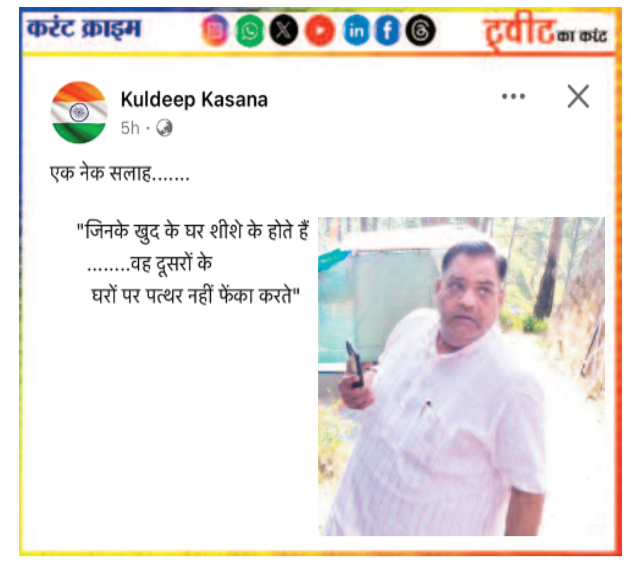 करंट क्राइम
ट्वीट का करंट
Kuldeep Kasana
5h
एक नेक सलाह.......
"जिनके खुद के घर शीशे के होते हैं
........वह दूसरों के
घरों पर पत्थर नहीं फेंका करते"